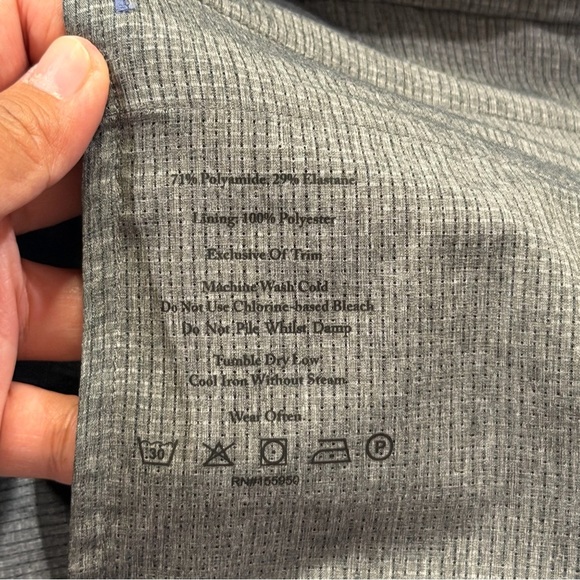 71% Polyamide, 29% Elastane
Lining: 100% Polyester
Exclusive Of Trim
Machine Wash Cold
Do Not Use Chlorine-based Bleach
Do Not Pile Whilst Damp
Tumble Dry Low
Cool Iron Without Steam
Wear Often
30 P
RN#155950